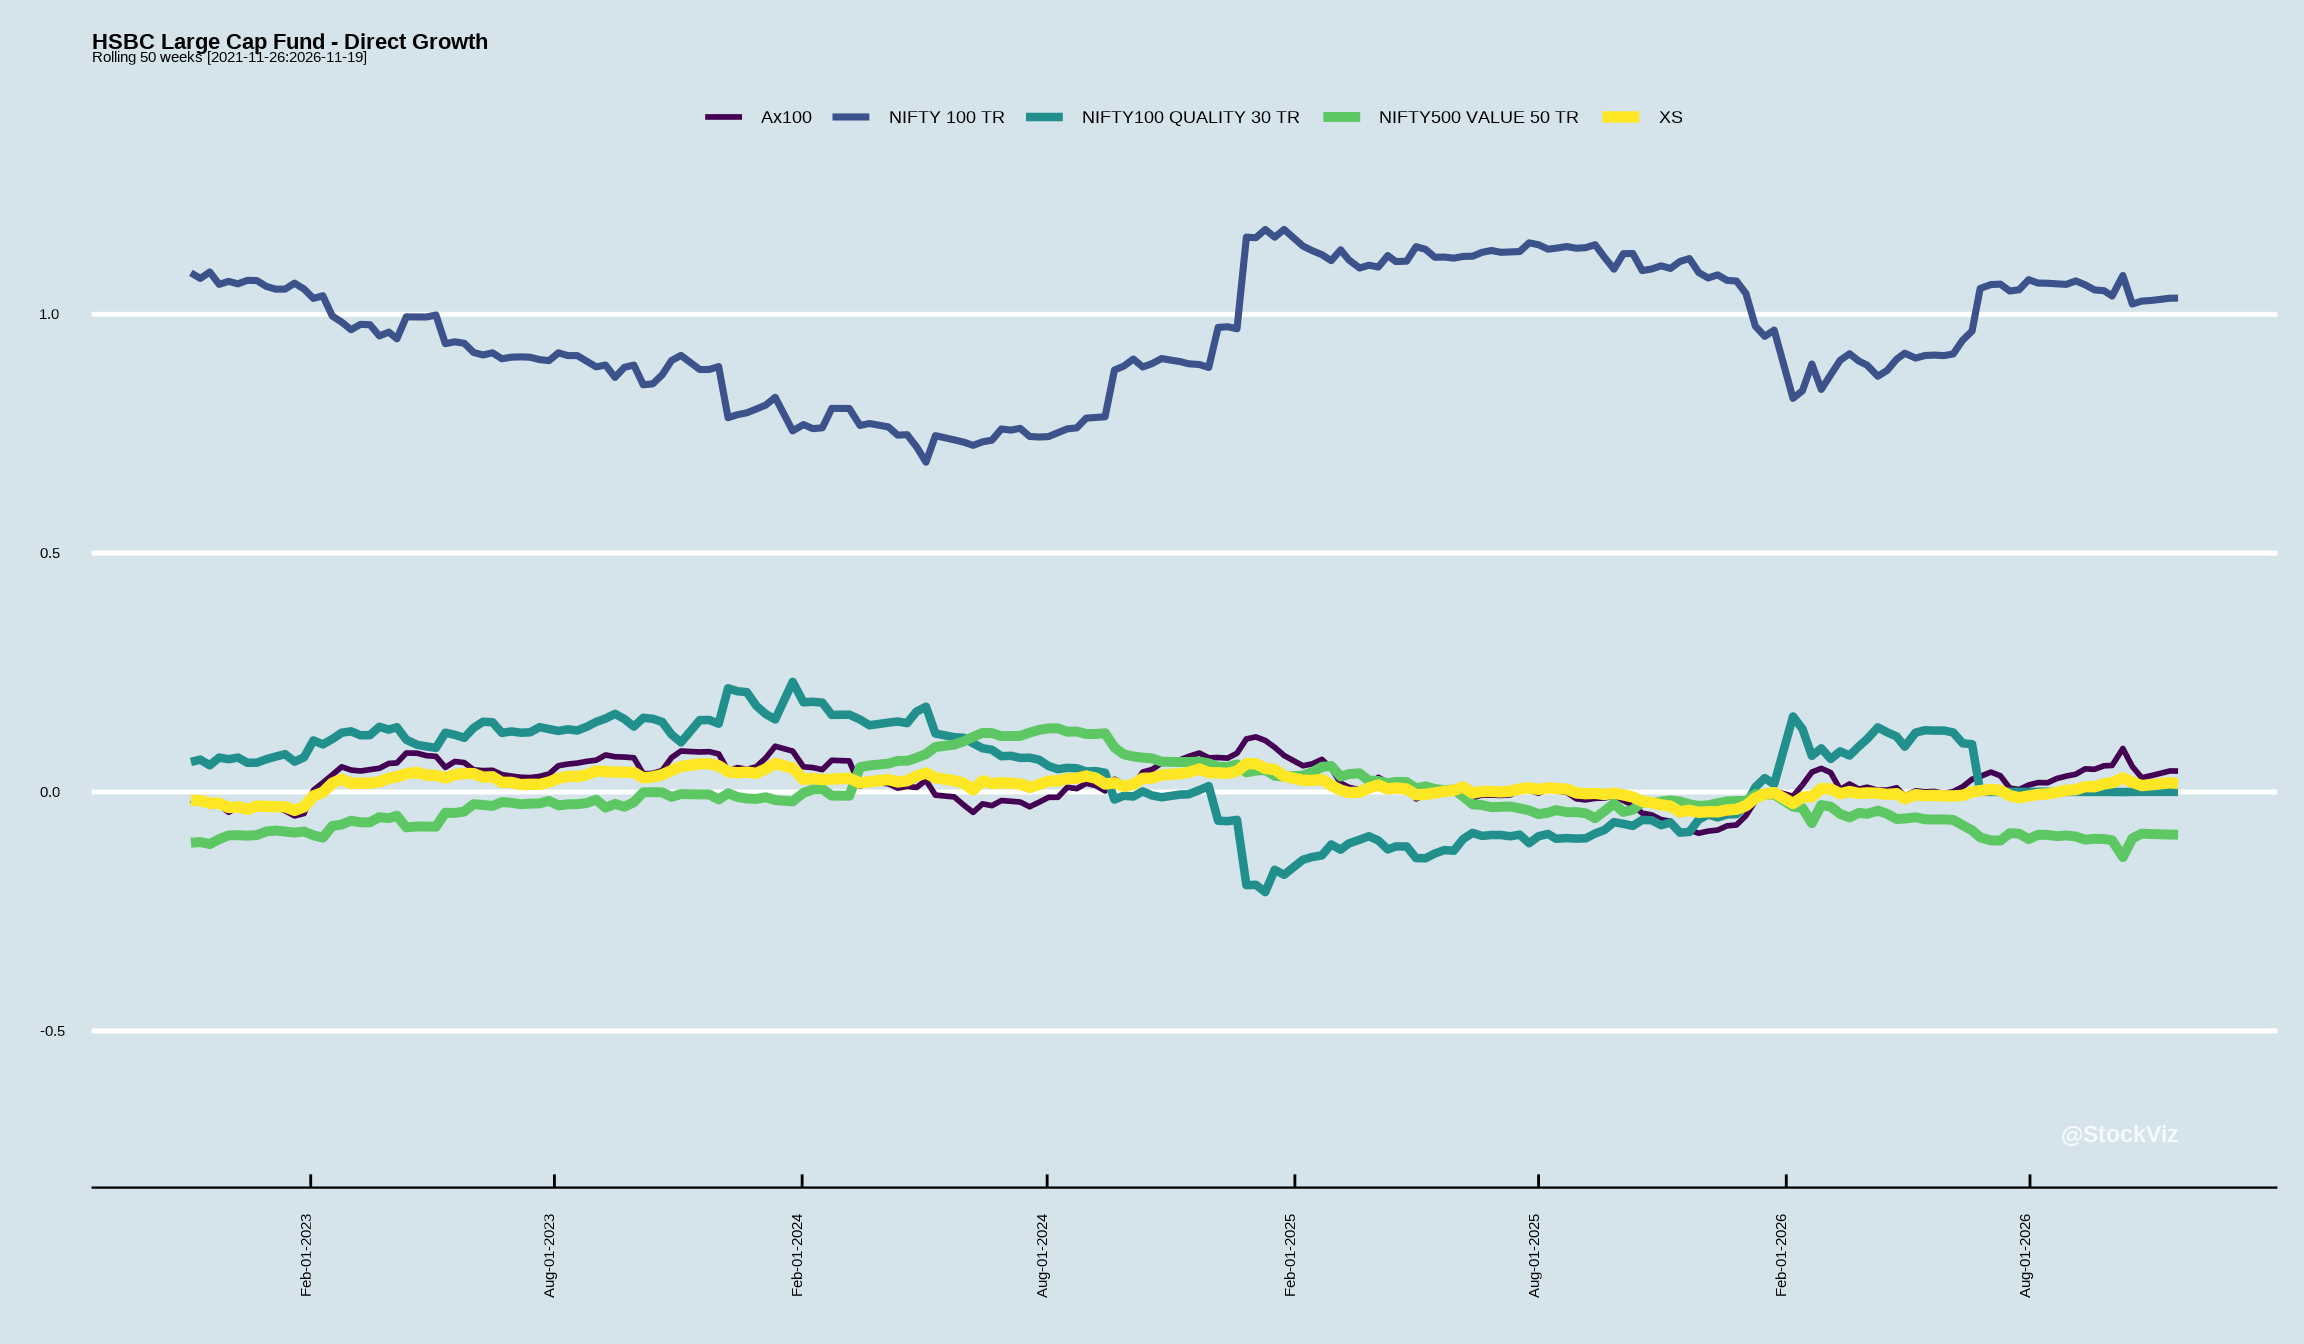 HSBC Large Cap Fund - Direct Growth
Rolling 50 weeks [2021-11-26:2026-11-19]
Ax100 NIFTY 100 TR NIFTY100 QUALITY 30 TR NIFTY500 VALUE 50 TR XS
1.0
0.5
0.0
-0.5
@StockViz
Feb-01-2023 Aug-01-2023 Feb-01-2024 Aug-01-2024 Feb-01-2025 Aug-01-2025 Feb-01-2026 Aug-01-2026